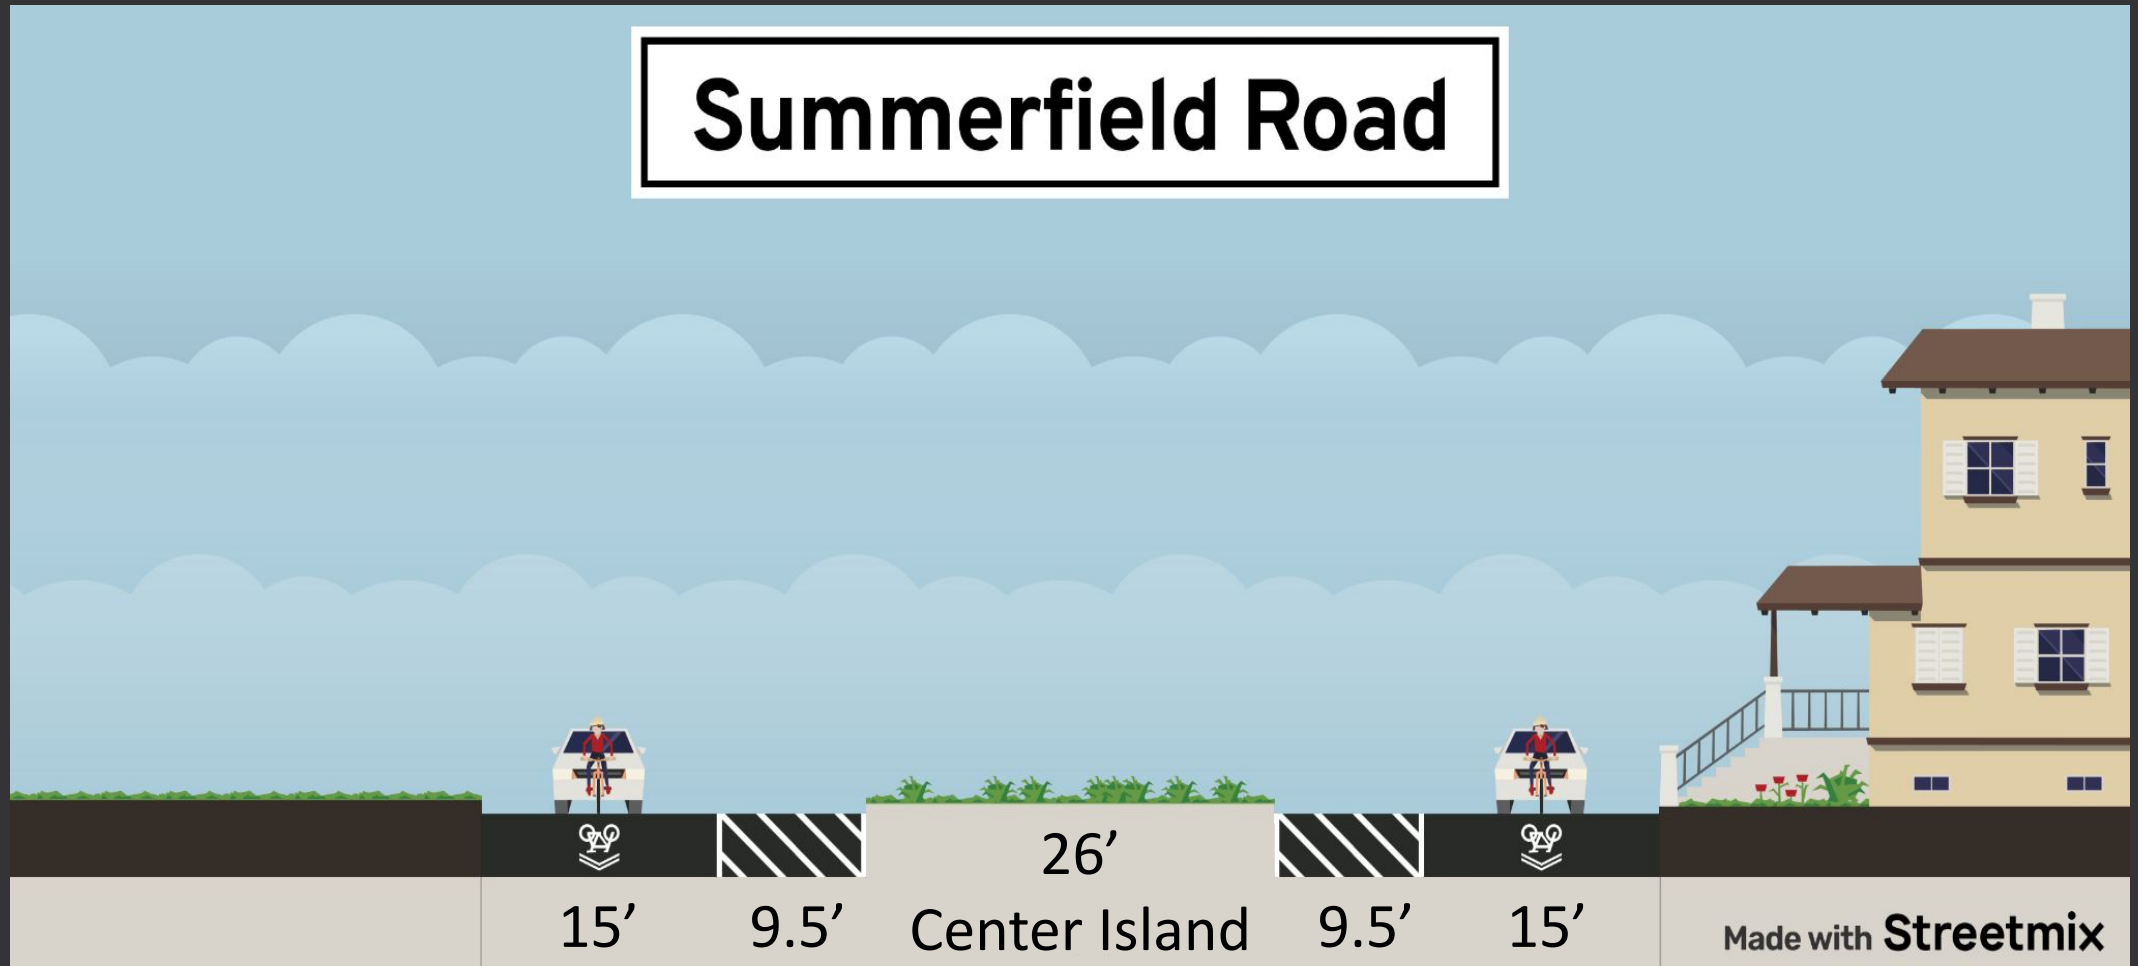 Summerfield Road
26’
15’ 9.5’ Center Island 9.5’ 15’
Made with Streetmix